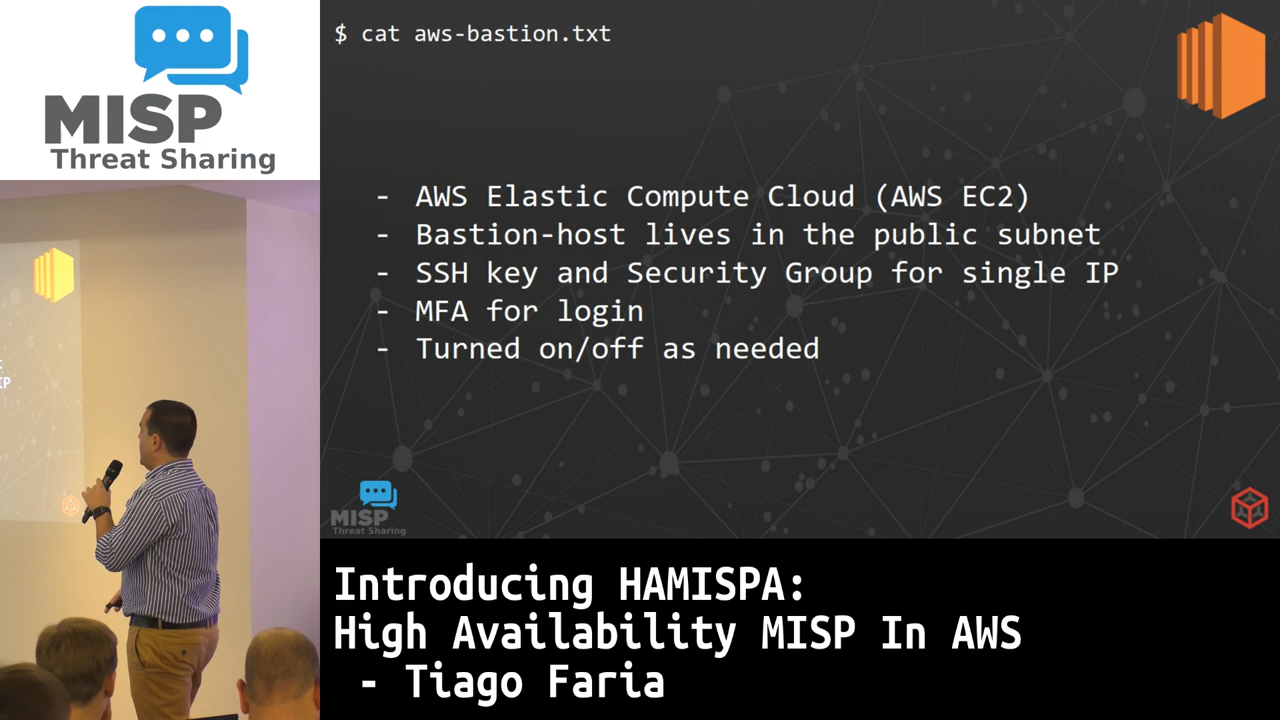 MISP
Threat Sharing
$ cat aws-bastion.txt
- AWS Elastic Compute Cloud (AWS EC2)
- Bastion-host lives in the public subnet
- SSH key and Security Group for single IP
- MFA for login
- Turned on/off as needed
IP
MISP
Threat Sharing
Introducing HAMISPA:
High Availability MISP In AWS
- Tiago Faria